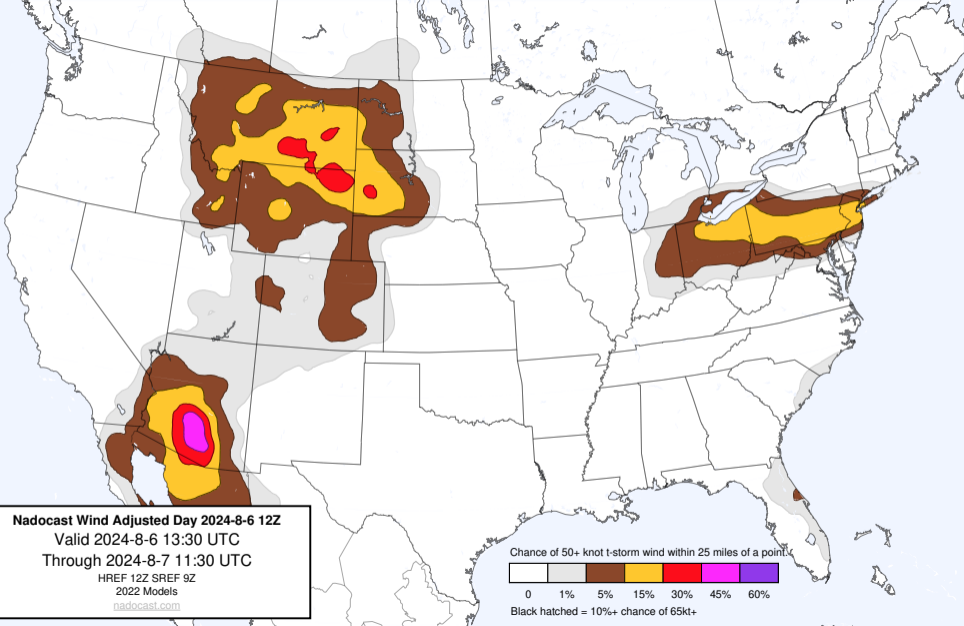 Nadocast Wind Adjusted Day 2024-8-6 12Z
Valid 2024-8-6 13:30 UTC
Through 2024-8-7 11:30 UTC
HREF 12Z SREF 9Z
2022 Models
nadocast.com
Chance of 50+ knot t-storm wind within 25 miles of a point.
0 1% 5% 15% 30% 45% 60%
Black hatched = 10%+ chance of 65kt+